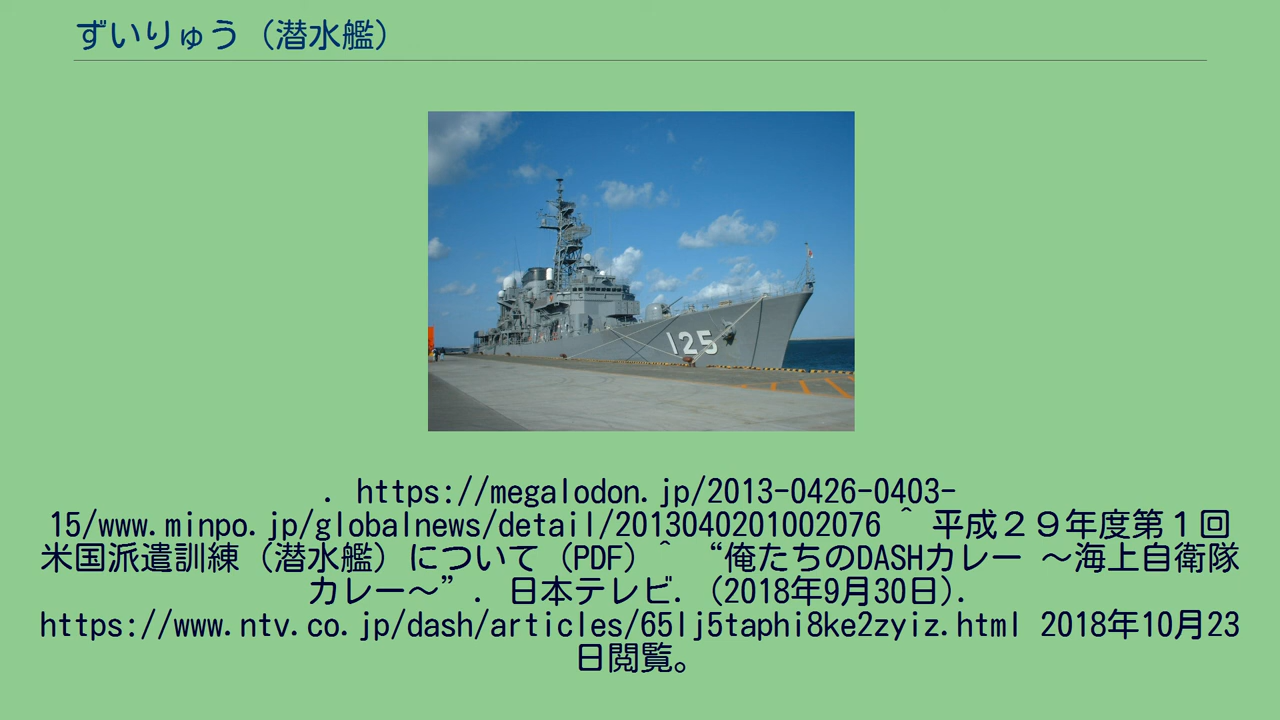 ずいりゅう（潜水艦）
125
. https://megalodon.jp/2013-0426-0403-
15/www.minpo.jp/globalnews/detail/2013040201002076 ^ 平成２９年度第１回
米国派遣訓練（潜水艦）について（PDF）^ “俺たちのDASHカレー ～海上自衛隊
カレー～”. 日本テレビ. (2018年9月30日).
https://www.ntv.co.jp/dash/articles/65lj5taphi8ke2zyiz.html 2018年10月23
日閲覧。